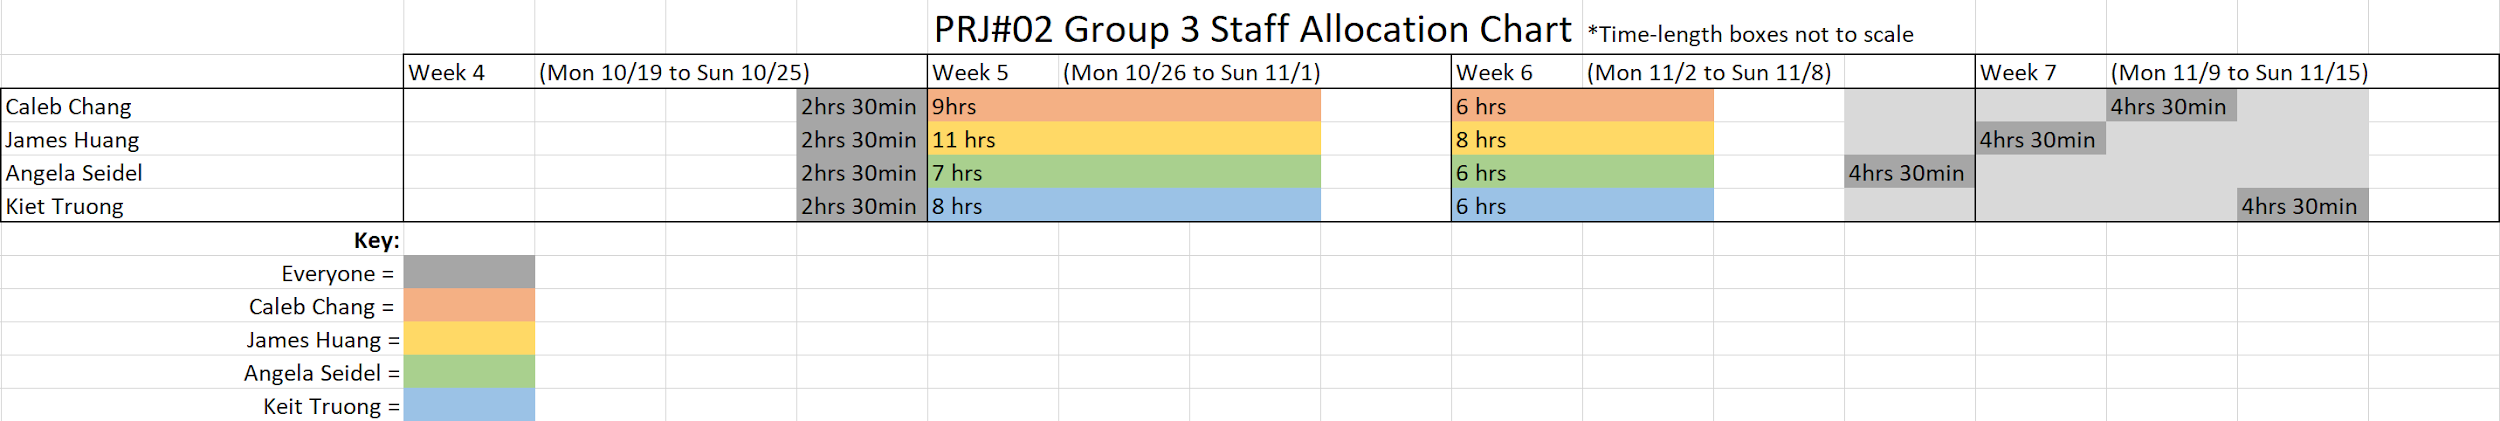 PRJ#02 Group 3 Staff Allocation Chart *Time-length boxes not to scale
Week 4 (Mon 10/19 to Sun 10/25) Week 5 (Mon 10/26 to Sun 11/1) Week 6 (Mon 11/2 to Sun 11/8) Week 7 (Mon 11/9 to Sun 11/15)
Caleb Chang 2hrs 30min 9hrs 6 hrs 4hrs 30min
James Huang 2hrs 30min 11 hrs 8 hrs 4hrs 30min
Angela Seidel 2hrs 30min 7 hrs 6 hrs 4hrs 30min
Kiet Truong 2hrs 30min 8 hrs 6 hrs 4hrs 30min
Key:
Everyone =
Caleb Chang =
James Huang =
Angela Seidel =
Keit Truong =